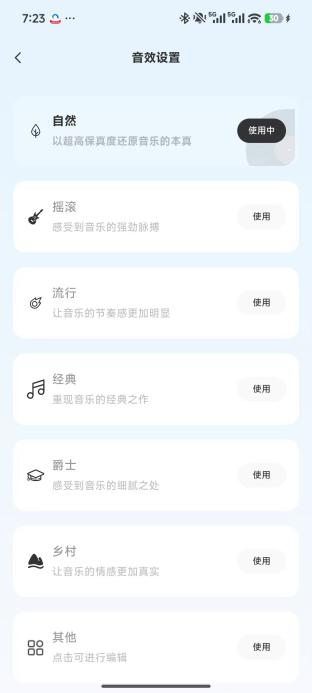 7:23 ··· 5G 5G 30
音效设置
自然
以超高保真度还原音乐的本真
使用中
摇滚
感受到音乐的强劲脉搏
使用
流行
让音乐的节奏感更加明显
使用
经典
重现音乐的经典之作
使用
爵士
感受到音乐的细腻之处
使用
乡村
让音乐的情感更加真实
使用
其他
点击可进行编辑
使用